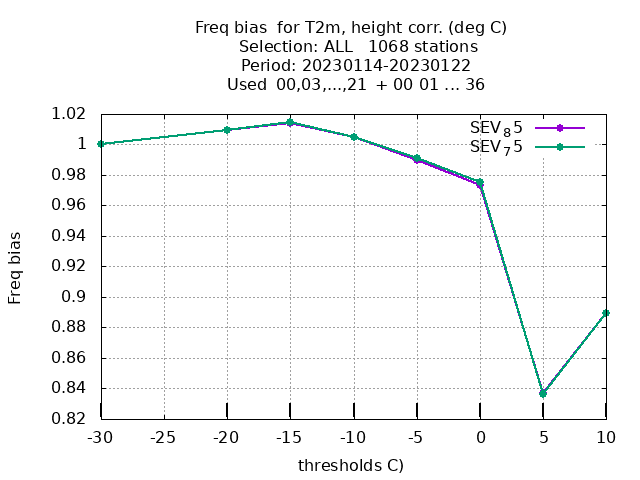 Freq bias  for T2m, height corr. (deg C)
Selection: ALL   1068 stations
Period: 20230114-20230122
Used  00,03,...,21  + 00 01 ... 36
SEV₈5
SEV₇5
1.02
1
0.98
0.96
0.94
0.92
0.9
0.88
0.86
0.84
0.82
Freq bias
-30 -25 -20 -15 -10 -5 0 5 10
thresholds C)